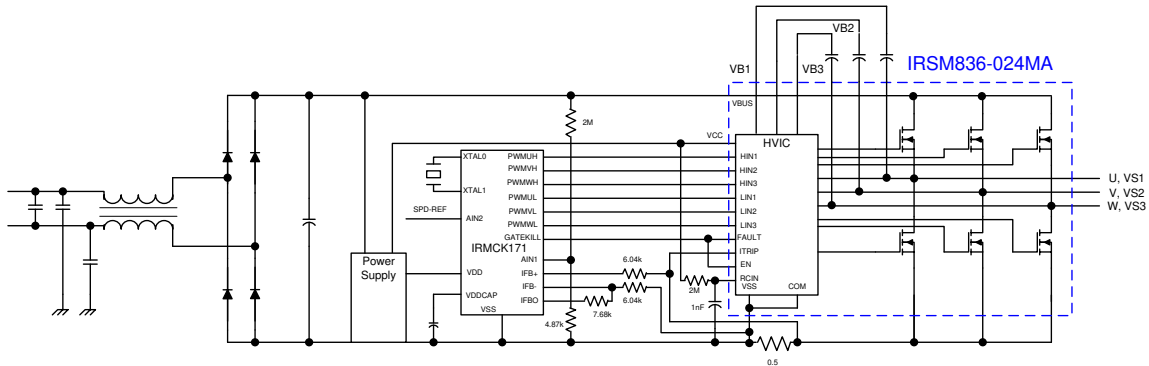 VB2
VB1
VB3
IRSM836-024MA
VBUS
2M
VCC
HVIC
XTAL0
PWMUH
HIN1
PWMVH
HIN2
PWMWH
HIN3
U, VS1
XTAL1
PWMUL
LIN1
V, VS2
SPD-REF
PWMVL
LIN2
W, VS3
AIN2
PWMWL
LIN3
GATEKILL
FAULT
IRMCK171
ITRIP
Power
Supply
AIN1
6.04k
EN
VDD
IFB+
RCIN
IFB-
2M
VSS
COM
VDDCAP
IFBO
6.04k
1nF
VSS
7.68k
4.87k
0.5